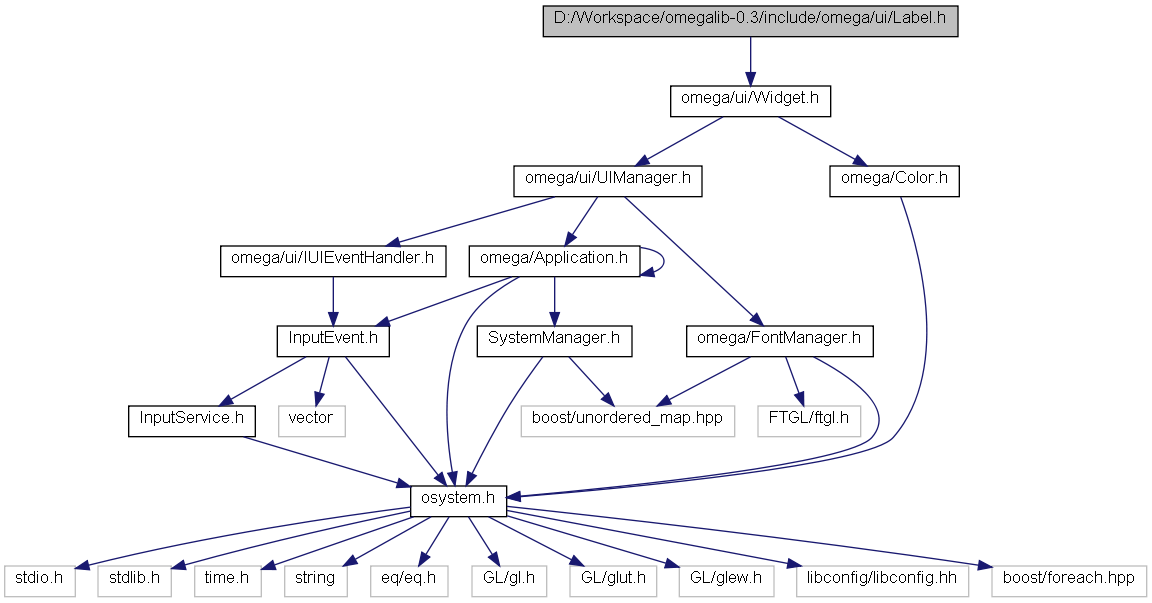 D:/Workspace/omegalib-0.3/include/omega/ui/Label.h
omega/ui/Widget.h
omega/ui/UIManager.h
omega/Color.h
omega/ui/IUIEventHandler.h
omega/Application.h
InputEvent.h
SystemManager.h
omega/FontManager.h
InputService.h
vector
boost/unordered_map.hpp
FTGL/ftgl.h
osystem.h
stdio.h
stdlib.h
time.h
string
eq/eq.h
GL/gl.h
GL/glut.h
GL/glew.h
libconfig/libconfig.hh
boost/foreach.hpp